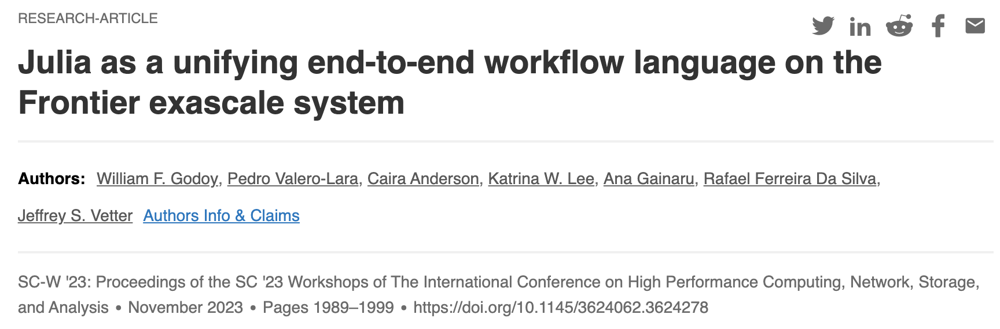 RESEARCH-ARTICLE
Julia as a unifying end-to-end workflow language on the
Frontier exascale system
Authors: William F. Godoy, Pedro Valero-Lara, Caira Anderson, Katrina W. Lee, Ana Gainaru, Rafael Ferreira Da Silva,
Jeffrey S. Vetter Authors Info & Claims
SC-W '23: Proceedings of the SC '23 Workshops of The International Conference on High Performance Computing, Network, Storage,
and Analysis • November 2023 • Pages 1989–1999 • https://doi.org/10.1145/3624062.3624278